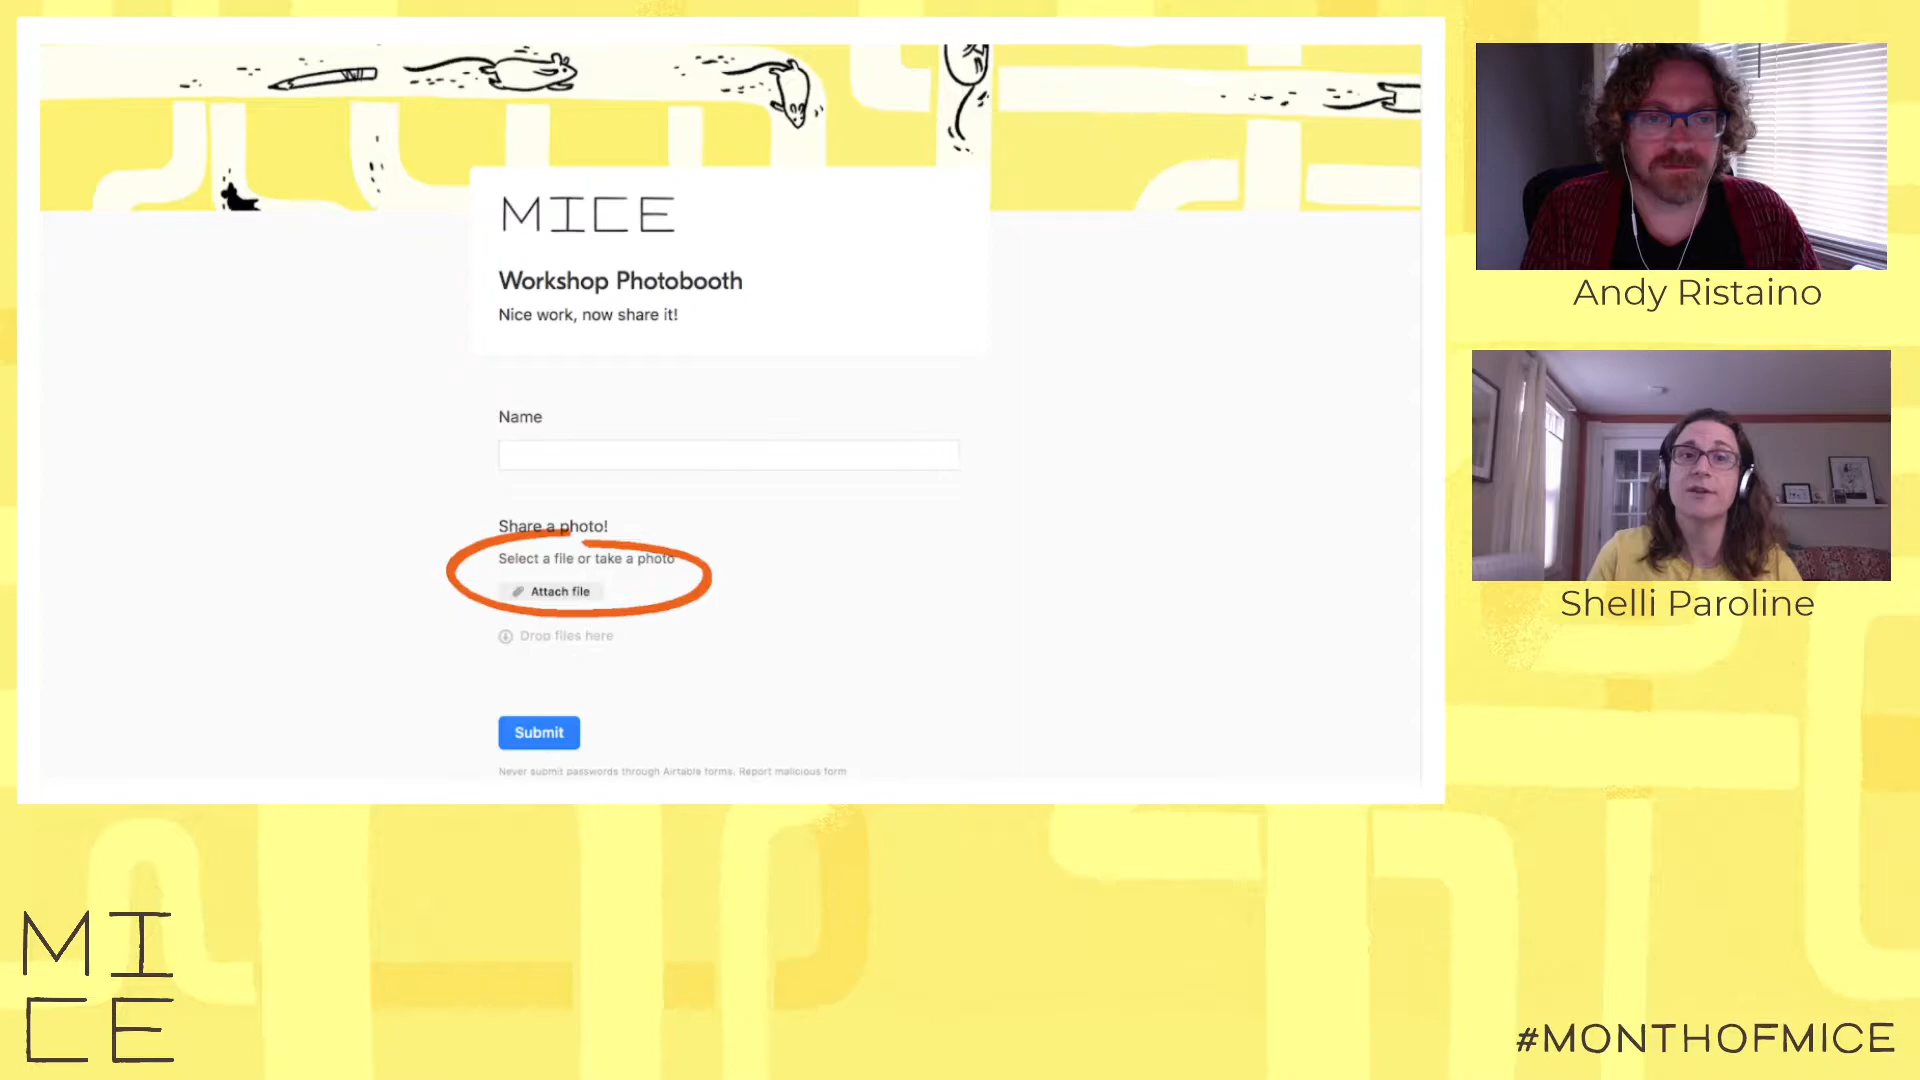 MICE
Workshop Photobooth
Nice work, now share it!
Name
Share a photo!
Select a file or take a photo
Attach file
Drop files here
Submit
Never submit passwords through Airtable forms. Report malicious form
Andy Ristaino
Shelli Paroline
MI
CE
#MONTHOFMICE